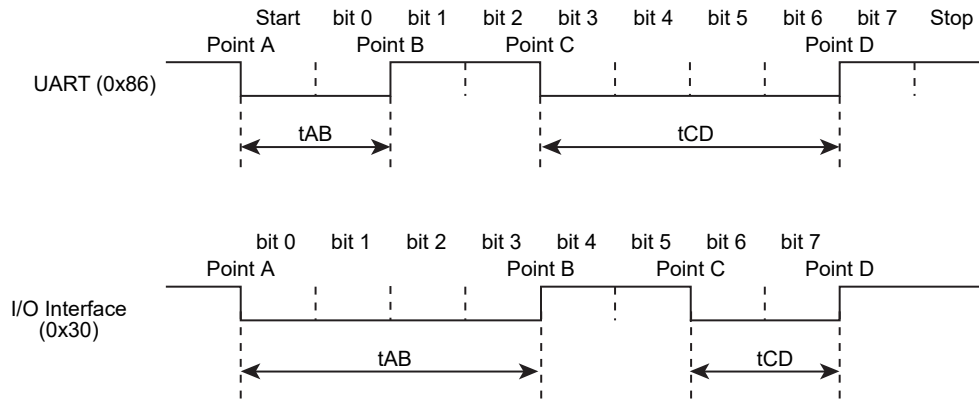 Start bit 0 bit 1 bit 2 bit 3 bit 4 bit 5 bit 6 bit 7 Stop
Point A Point B Point C Point D
UART (0x86)
tAB tCD
bit 0 bit 1 bit 2 bit 3 bit 4 bit 5 bit 6 bit 7
Point A Point B Point C Point D
I/O Interface
(0x30)
tAB tCD